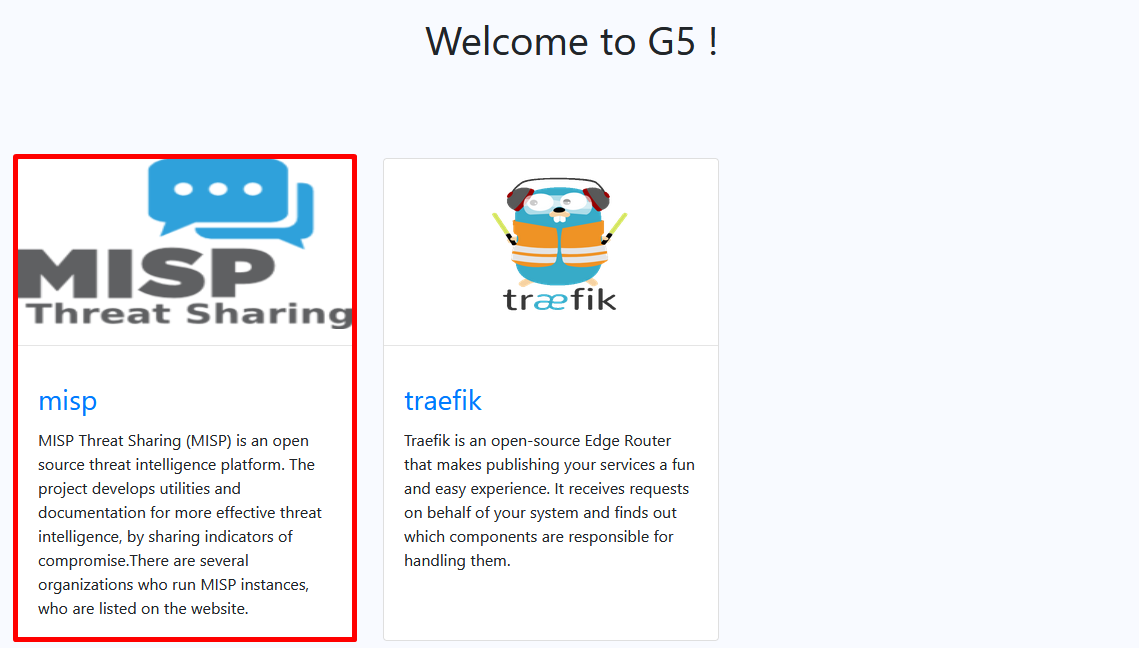 Welcome to G5 !
MISP
Threat Sharing
misp
MISP Threat Sharing (MISP) is an open
source threat intelligence platform. The
project develops utilities and
documentation for more effective threat
intelligence, by sharing indicators of
compromise.There are several
organizations who run MISP instances,
who are listed on the website.
træfik
traefik
Traefik is an open-source Edge Router
that makes publishing your services a fun
and easy experience. It receives requests
on behalf of your system and finds out
which components are responsible for
handling them.